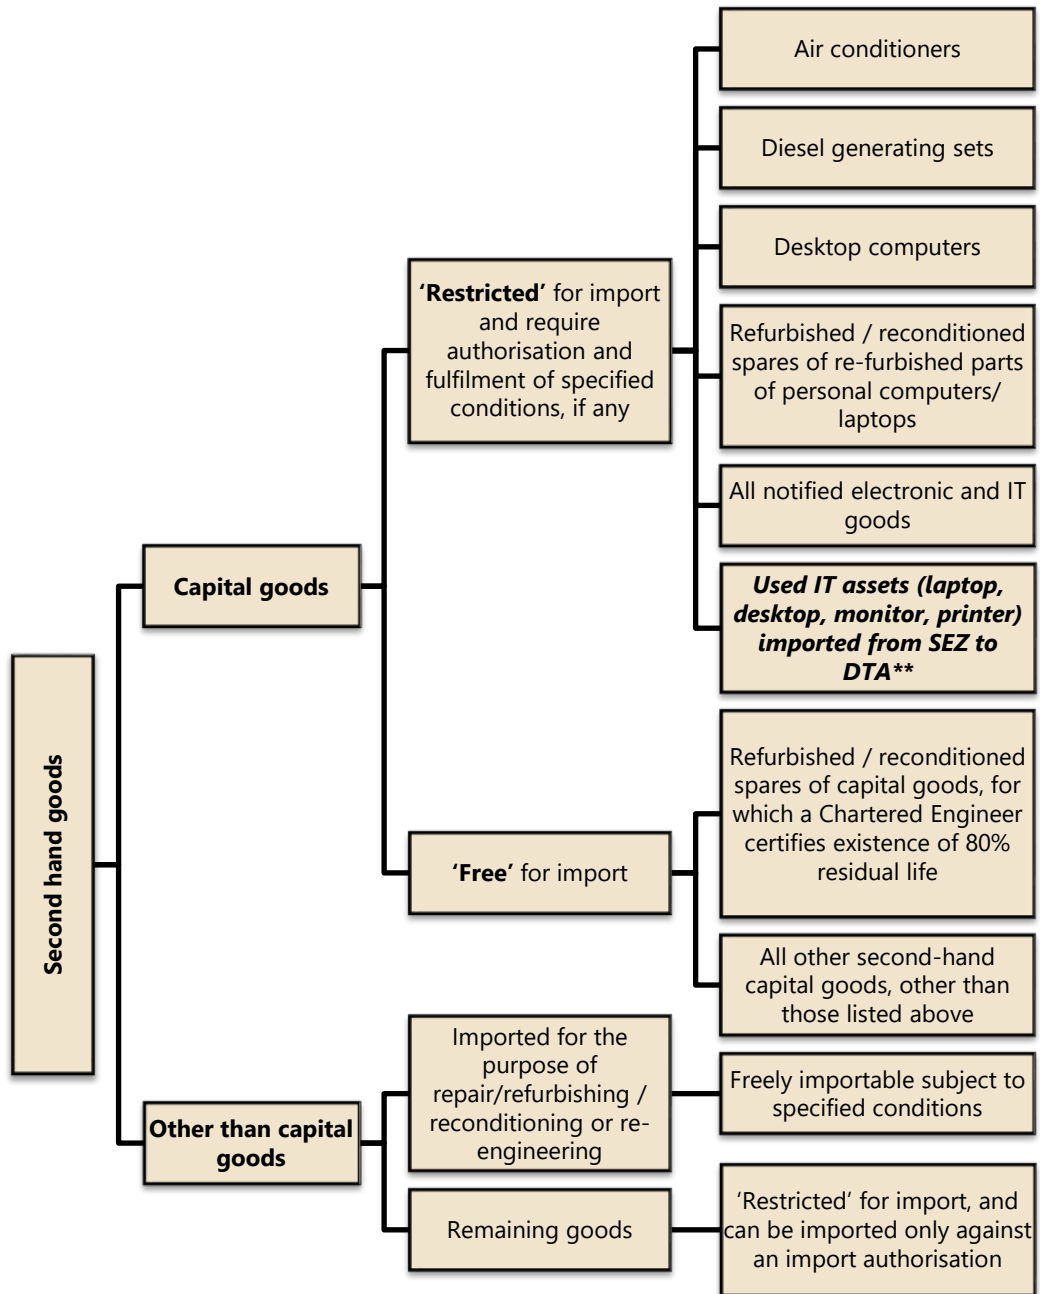 Second hand goods
Capital goods
'Restricted' for import
and require
authorisation and
fulfilment of specified
conditions, if any
Air conditioners
Diesel generating sets
Desktop computers
Refurbished / reconditioned
spares of re-furbished parts
of personal computers/
laptops
All notified electronic and IT
goods
Used IT assets (laptop,
desktop, monitor, printer)
imported from SEZ to
DTA**
'Free' for import
Refurbished / reconditioned
spares of capital goods, for
which a Chartered Engineer
certifies existence of 80%
residual life
All other second-hand
capital goods, other than
those listed above
Other than capital
goods
Imported for the
purpose of
repair/refurbishing /
reconditioning or re-
engineering
Freely importable subject to
specified conditions
Remaining goods
'Restricted' for import, and
can be imported only against
an import authorisation